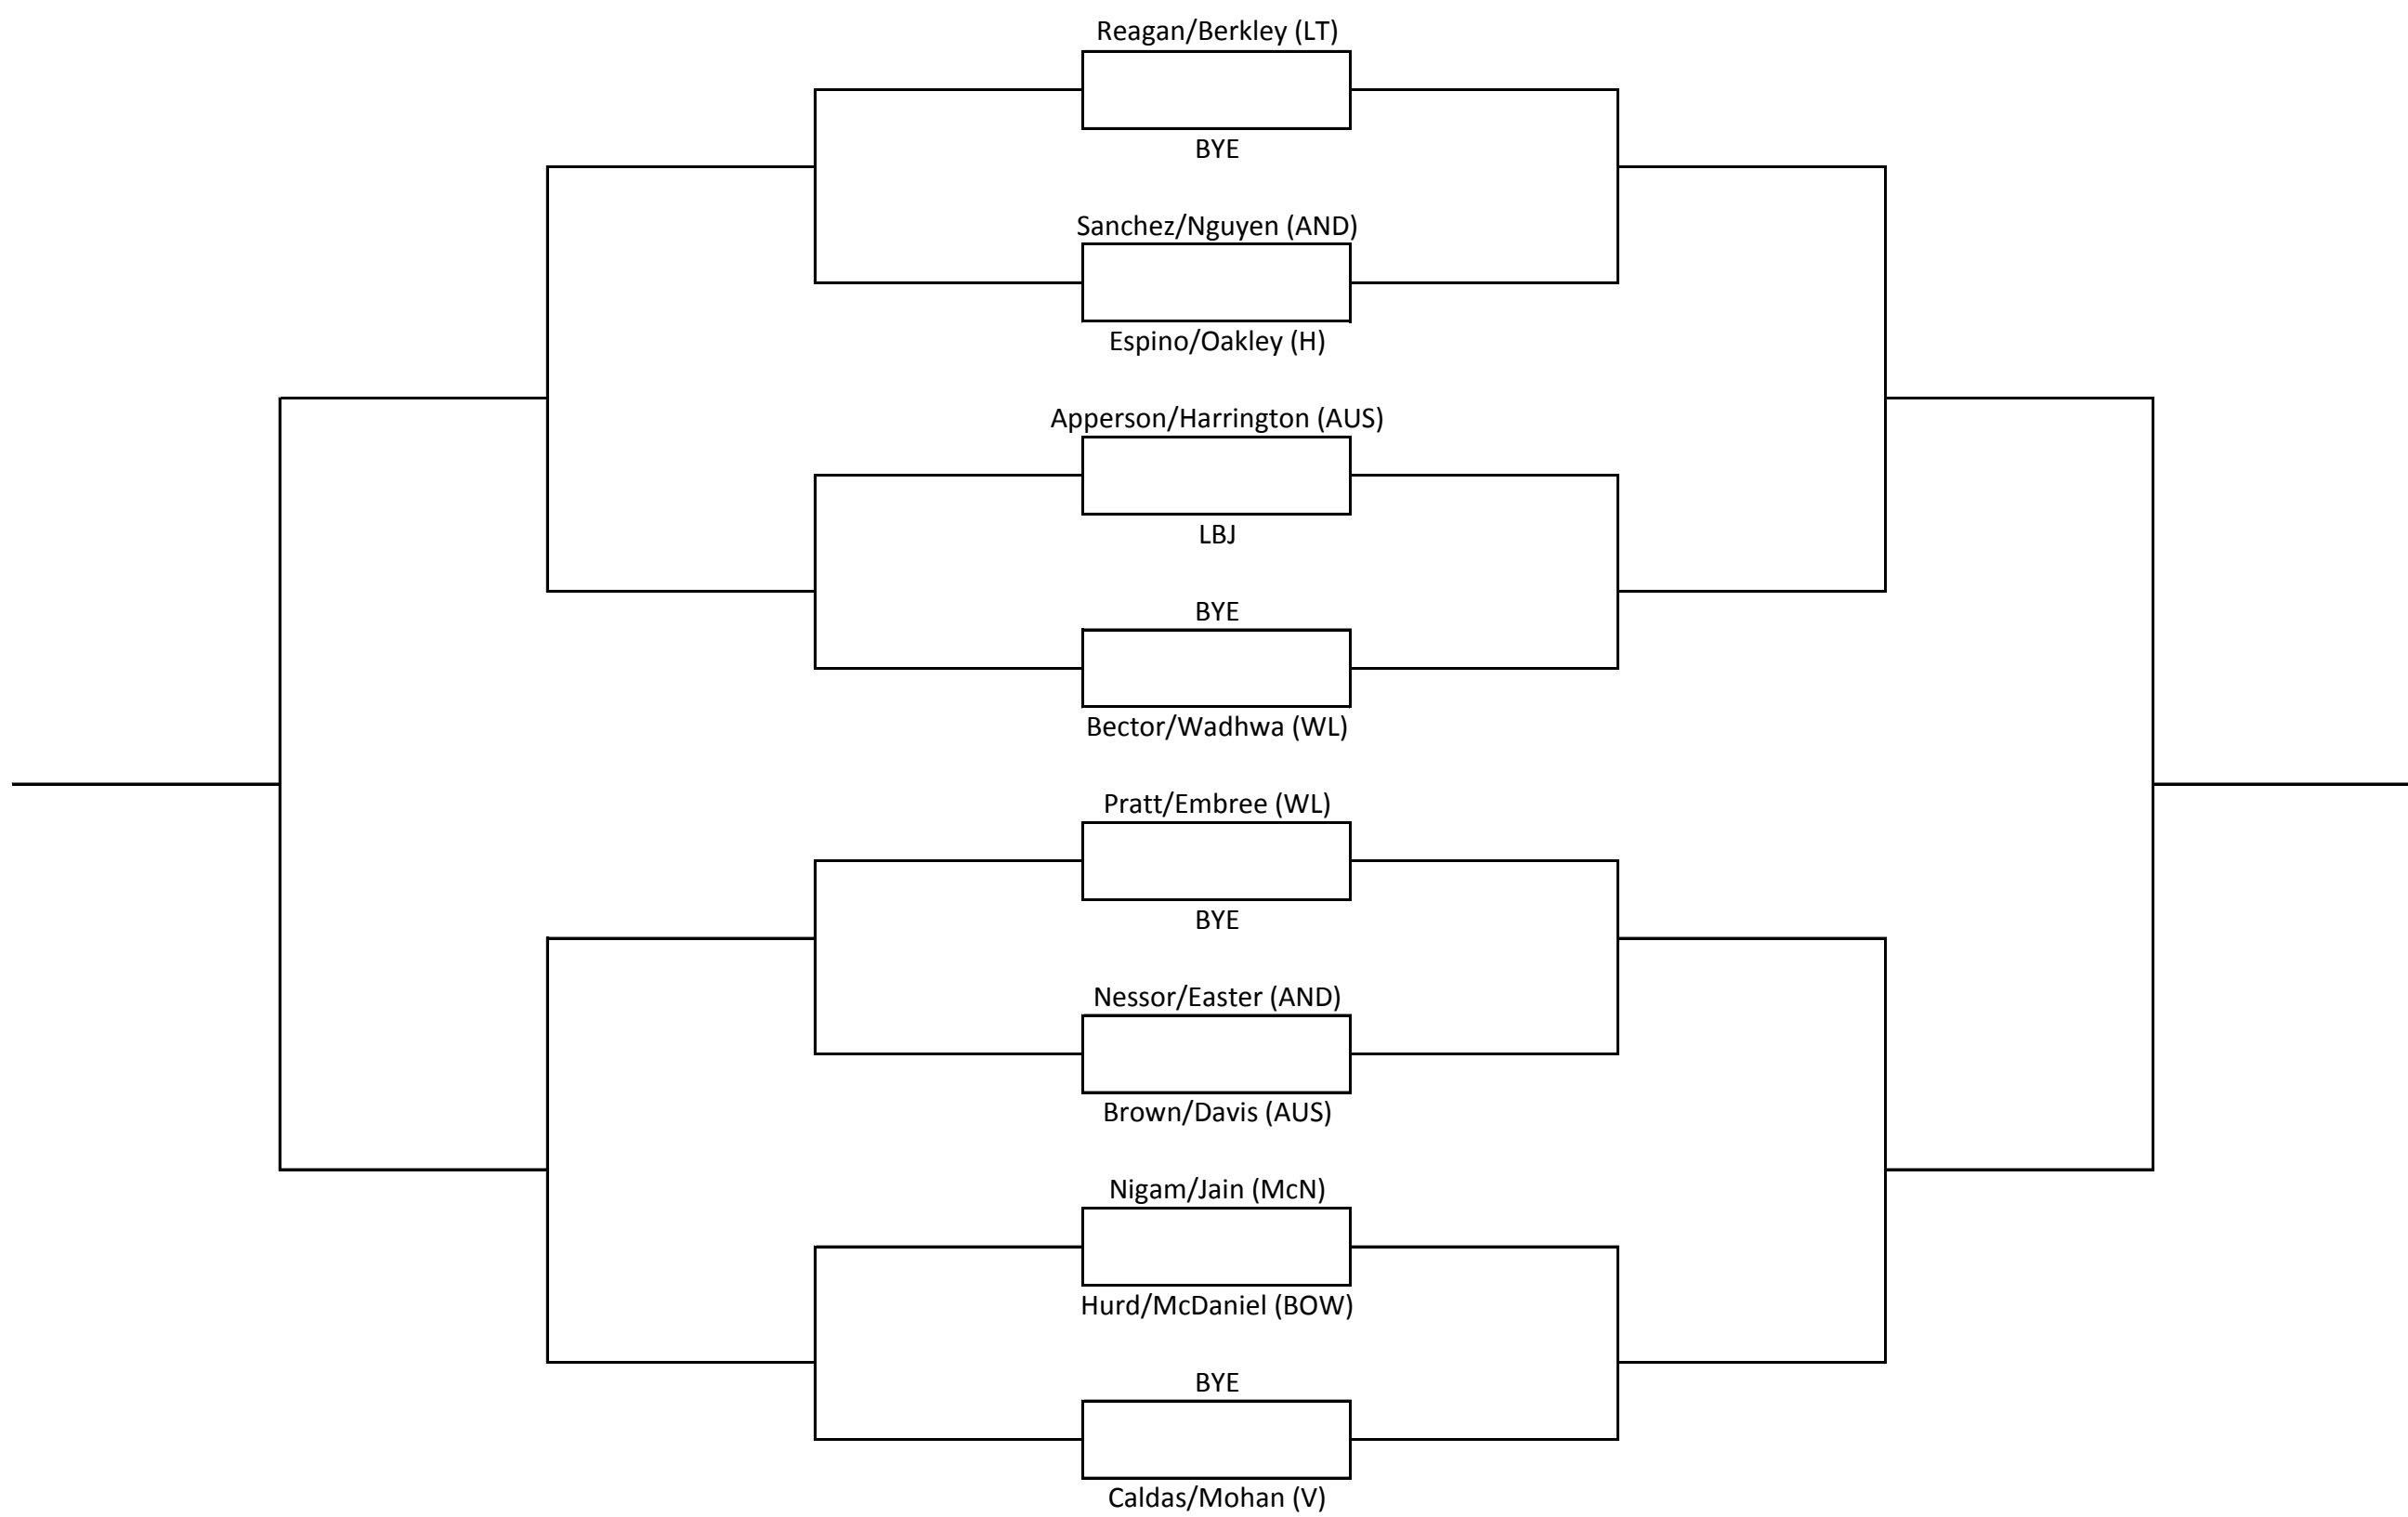 Reagan/Berkley (LT)
BYE
Sanchez/Nguyen (AND)
Espino/Oakley (H)
Apperson/Harrington (AUS)
LBJ
BYE
Bector/Wadhwa (WL)
Pratt/Embree (WL)
BYE
Nessor/Easter (AND)
Brown/Davis (AUS)
Nigam/Jain (McN)
Hurd/McDaniel (BOW)
BYE
Caldas/Mohan (V)